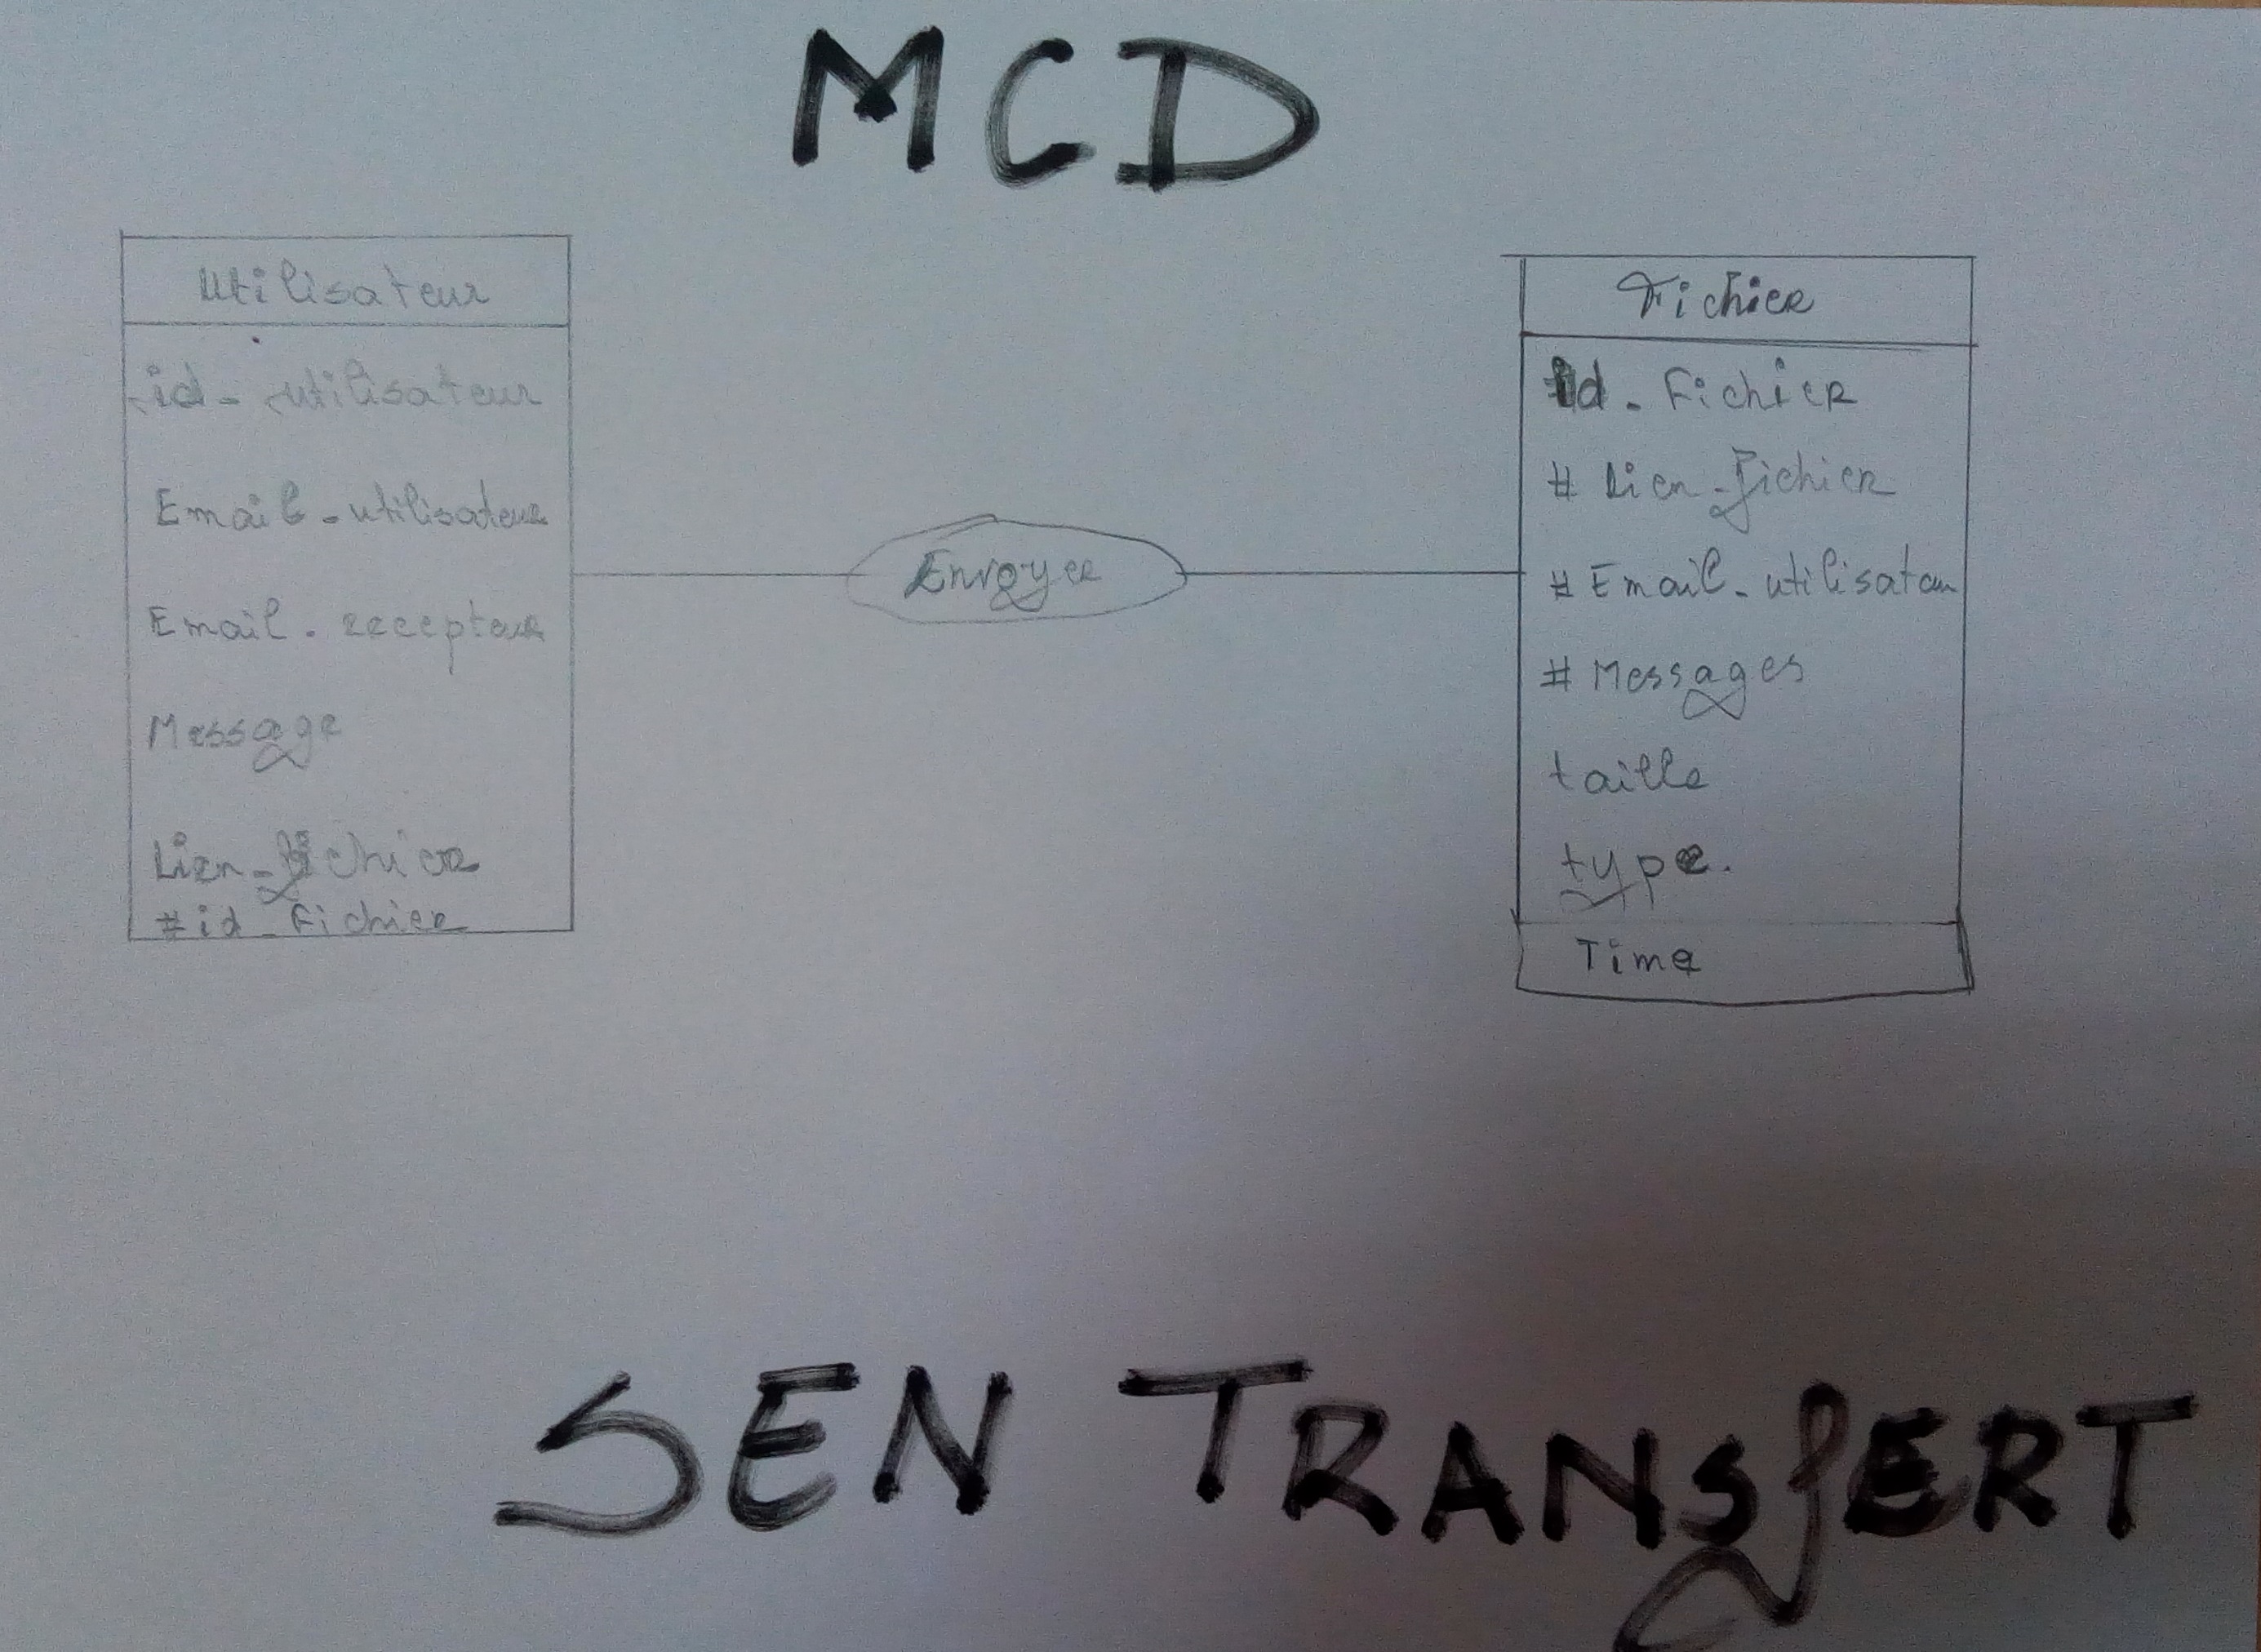 MCD
Utilisateur
id_utilisateur
Email_utilisateur
Email_recepteur
Message
Lien_fichier
#id_fichier
Envoyer
Fichier
id_fichier
# Lien_fichier
# Email_utilisateur
# Messages
taille
type.
Time
SEN TRANSfERT